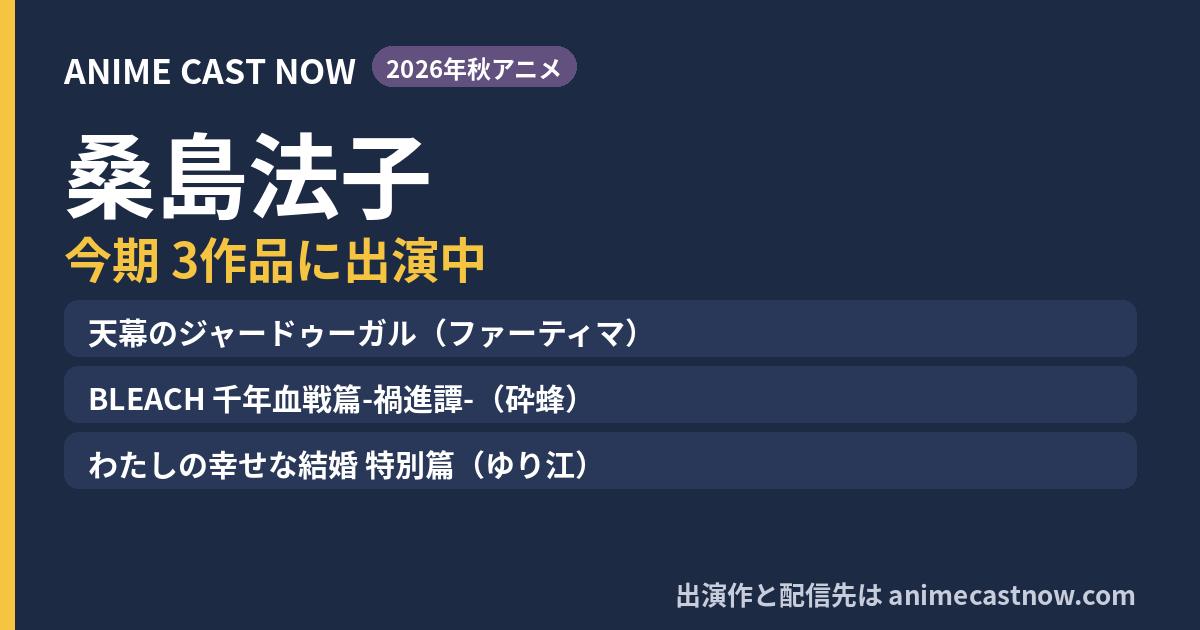 ANIME CAST NOW 2026年秋アニメ
桑島法子
今期 3作品に出演中
天幕のジャードゥーガル（ファーティマ）
BLEACH 千年血戦篇-禍進譚-（砕蜂）
わたしの幸せな結婚 特別篇（ゆり江）
出演作と配信先は animecastnow.com